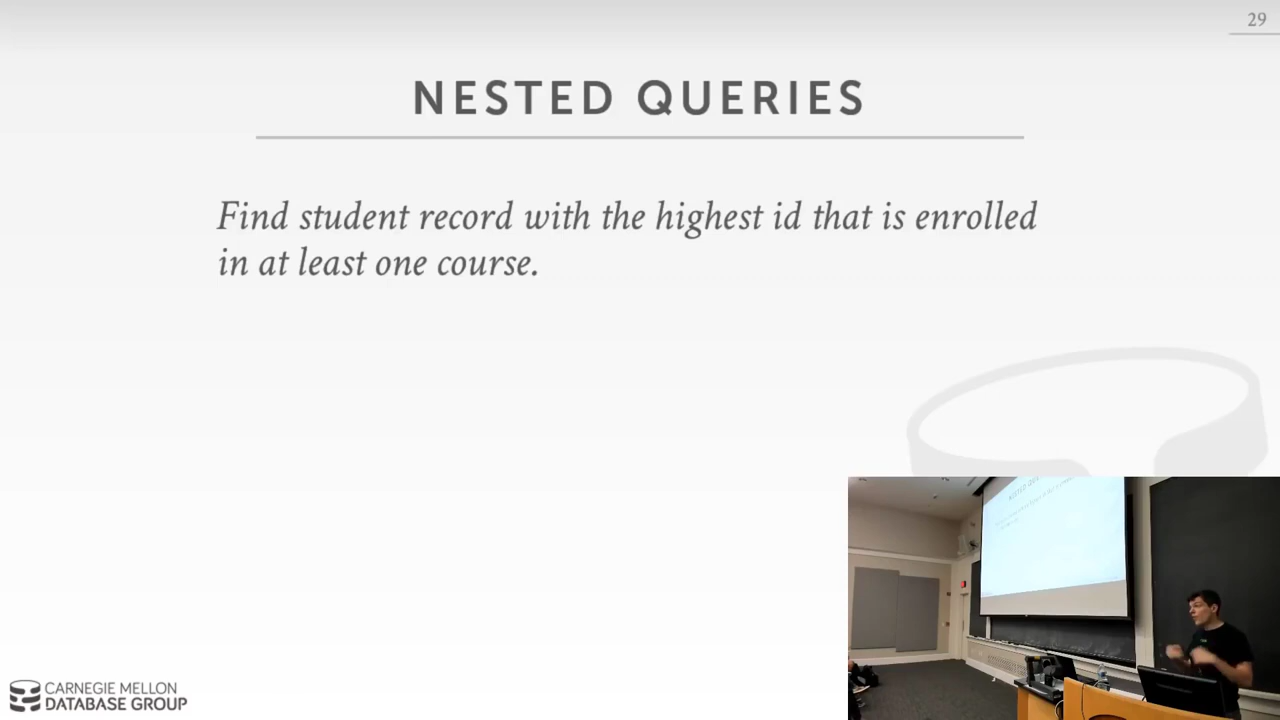 29
NESTED QUERIES
Find student record with the highest id that is enrolled
in at least one course.
CARNEGIE MELLON
DATABASE GROUP